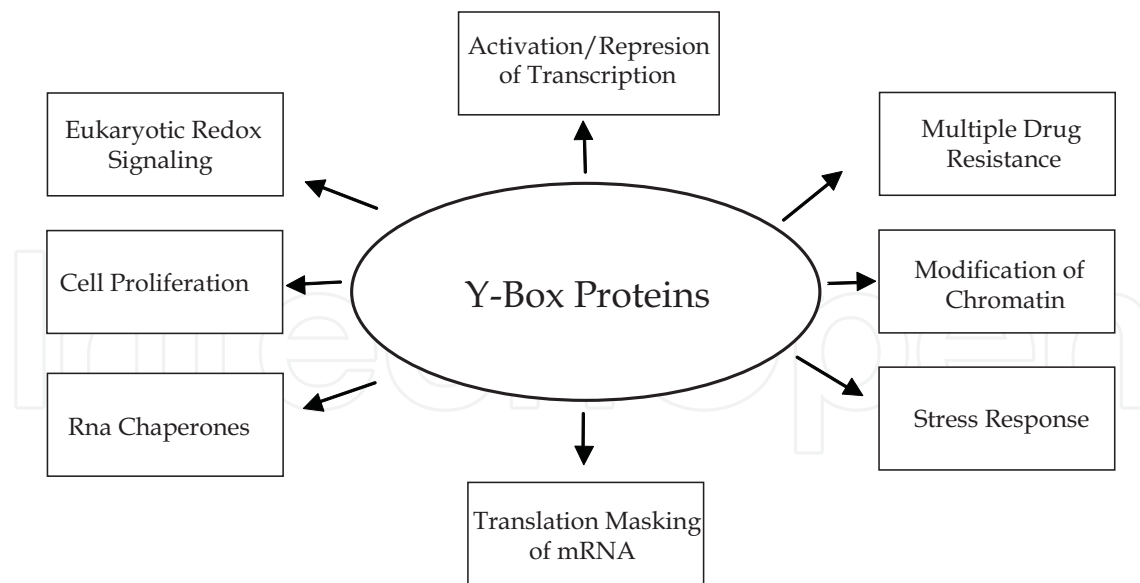 Activation/Represion
of Transcription
Eukaryotic Redox
Signaling
Multiple Drug
Resistance
Cell Proliferation
Y-Box Proteins
Modification of
Chromatin
Rna Chaperones
Stress Response
Translation Masking
of mRNA
IntechOpen